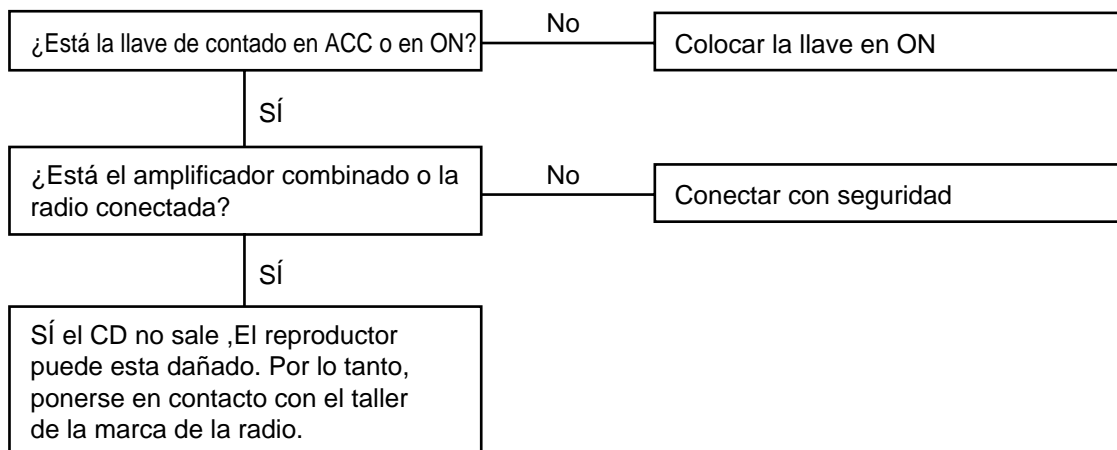 ¿Está la llave de contado en ACC o en ON?
No
Colocar la llave en ON
SÍ
¿Está el amplificador combinado o la
radio conectada?
No
Conectar con seguridad
SÍ
SÍ el CD no sale ,El reproductor
puede esta dañado. Por lo tanto,
ponerse en contacto con el taller
de la marca de la radio.